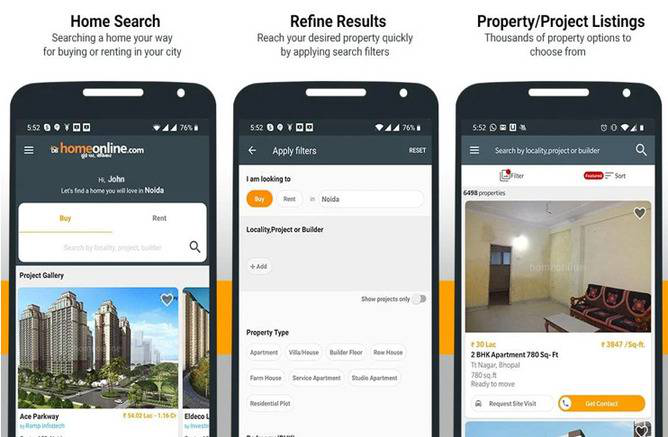 Home Search
Searching a home your way
for buying or renting in your city
5:52
76%
homeonline.com
Hi, John
Let's find a home you will love in Noida
Buy
Rent
Search by locality, project, builder
Project Gallery
Ace Parkway
₹ 54.02 Lac - 1.16 Cr
by Ramp Infotech
Eldeco L
by Investor
Refine Results
Reach your desired property quickly
by applying search filters
5:52
76%
Apply filters
RESET
I am looking to
Buy
Rent
in
Noida
Locality,Project or Builder
+ Add
Show projects only
Property Type
Apartment
Villa/House
Builder Floor
Row House
Farm House
Service Apartment
Studio Apartment
Residential Plot
Property/Project Listings
Thousands of property options to
choose from
5:52
76%
Search by locality,project or builder
Filter
Featured
Sort
6498 properties
homeonline
₹ 30 Lac
₹ 3847 /Sq-ft.
2 BHK Apartment 780 Sq- Ft
Tt Nagar, Bhopal
780 sq.ft
Ready to move
Request Site Visit
Get Contact